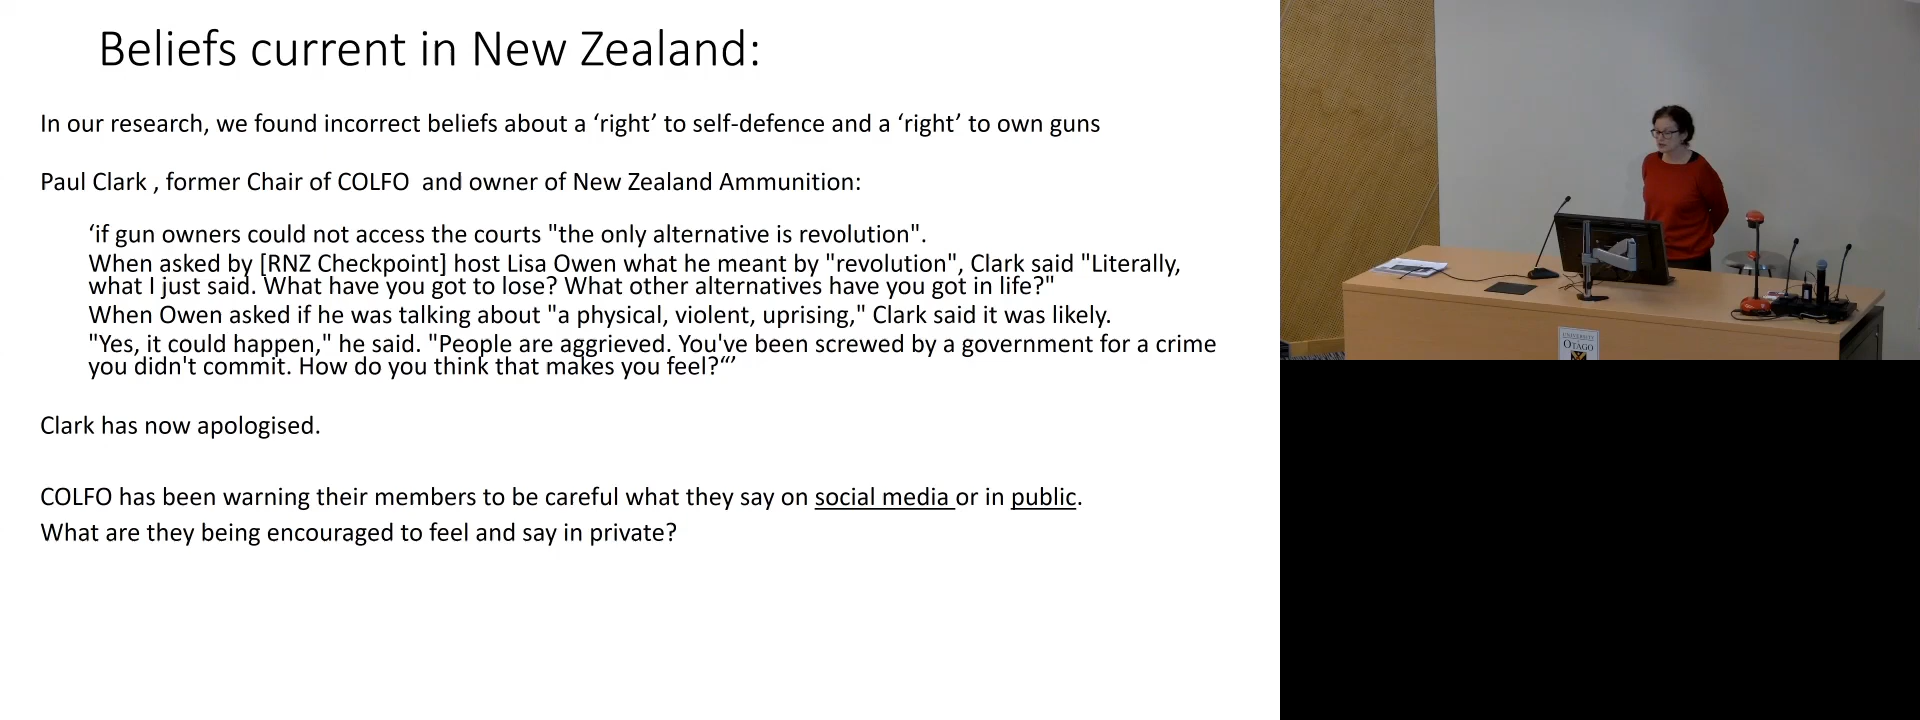 Beliefs current in New Zealand:
In our research, we found incorrect beliefs about a ‘right’ to self-defence and a ‘right’ to own guns
Paul Clark , former Chair of COLFO  and owner of New Zealand Ammunition:
‘if gun owners could not access the courts "the only alternative is revolution".
When asked by [RNZ Checkpoint] host Lisa Owen what he meant by "revolution", Clark said "Literally,
what I just said. What have you got to lose? What other alternatives have you got in life?"
When Owen asked if he was talking about "a physical, violent, uprising," Clark said it was likely.
"Yes, it could happen," he said. "People are aggrieved. You've been screwed by a government for a crime
you didn't commit. How do you think that makes you feel?“’
Clark has now apologised.
COLFO has been warning their members to be careful what they say on social media or in public.
What are they being encouraged to feel and say in private?
UNIVERSITY
OTAGO